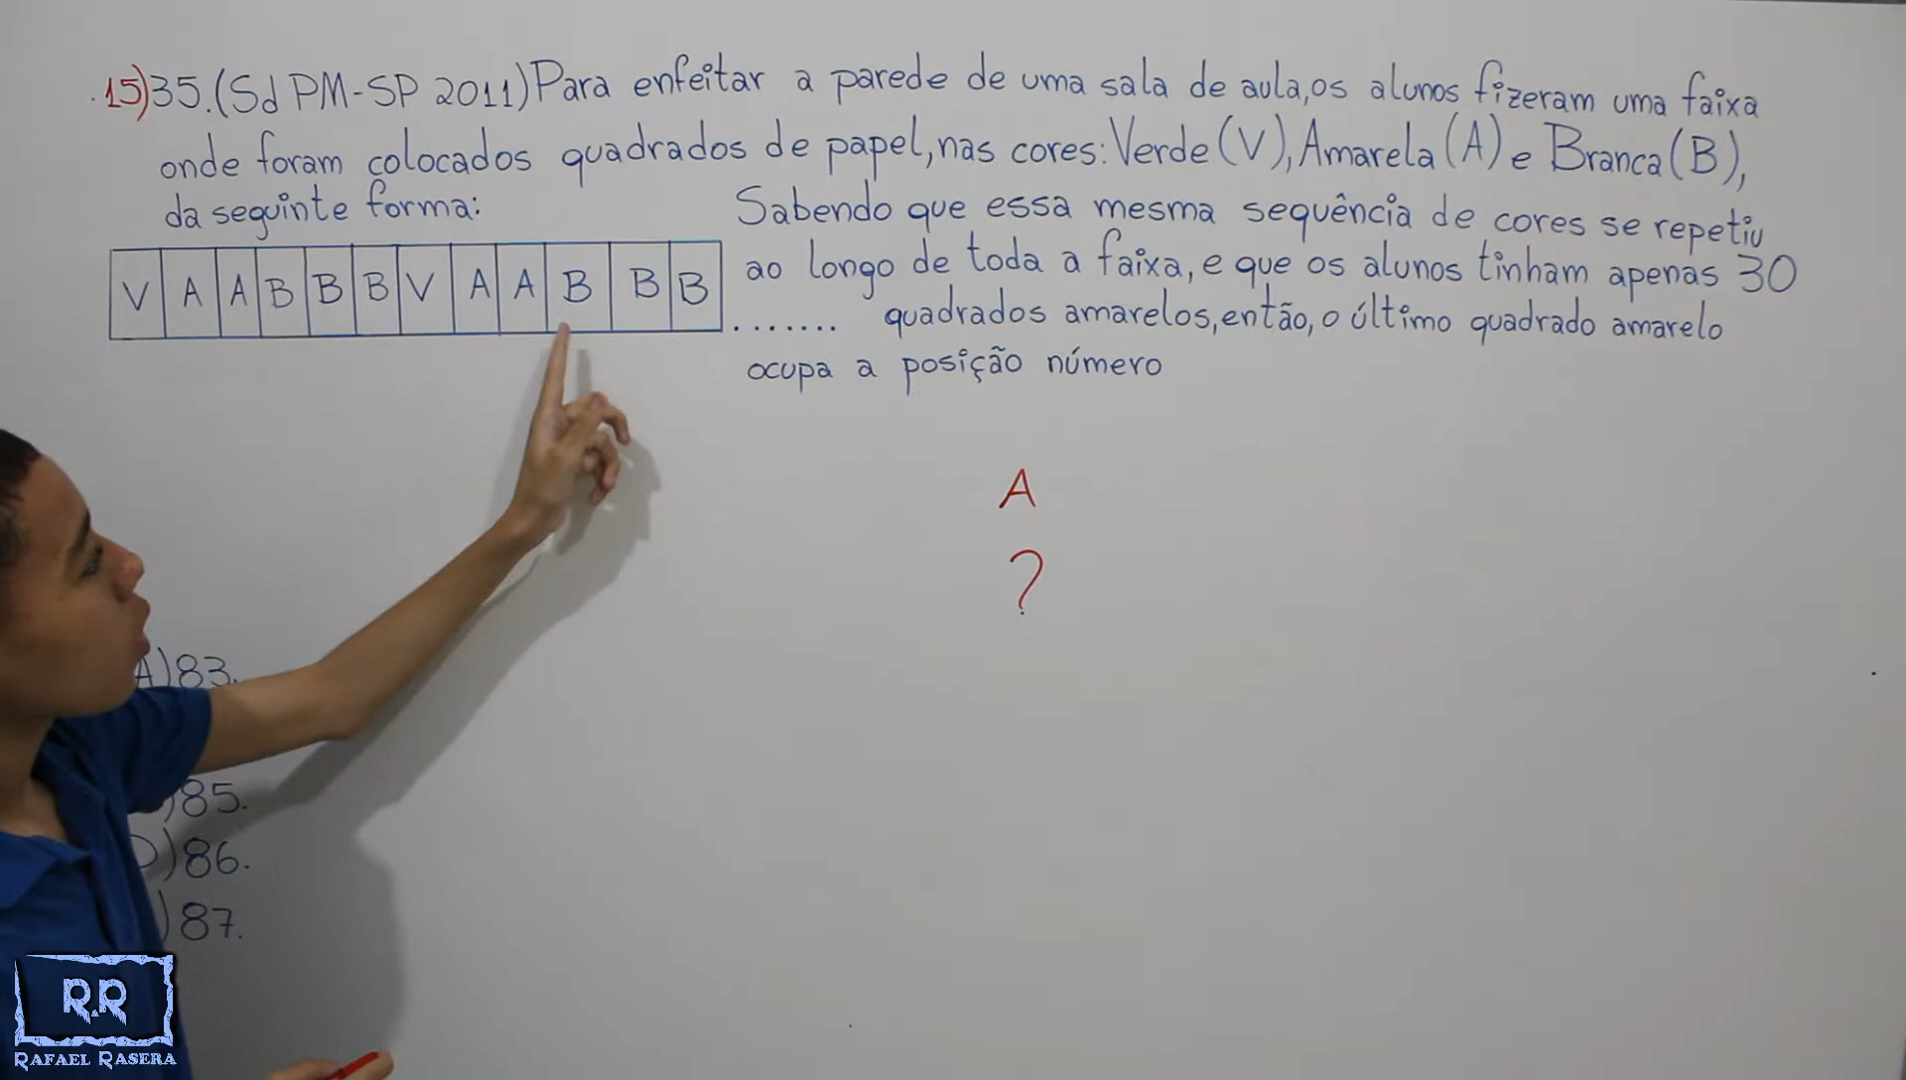 15)35.(Sd PM-SP 2011)Para enfeitar a parede de uma sala de aula,os alunos fizeram uma faixa
onde foram colocados quadrados de papel,nas cores:Verde(V),Amarela(A) e Branca(B),
da seguinte forma:
V A A B B B V A A B B B
.......
Sabendo que essa mesma sequência de cores se repetiu
ao longo de toda a faixa,e que os alunos tinham apenas 30
quadrados amarelos,então,o último quadrado amarelo
ocupa a posição número
A
?
A)83.
)85.
D)86.
)87.
R.R
RAFAEL RASERA